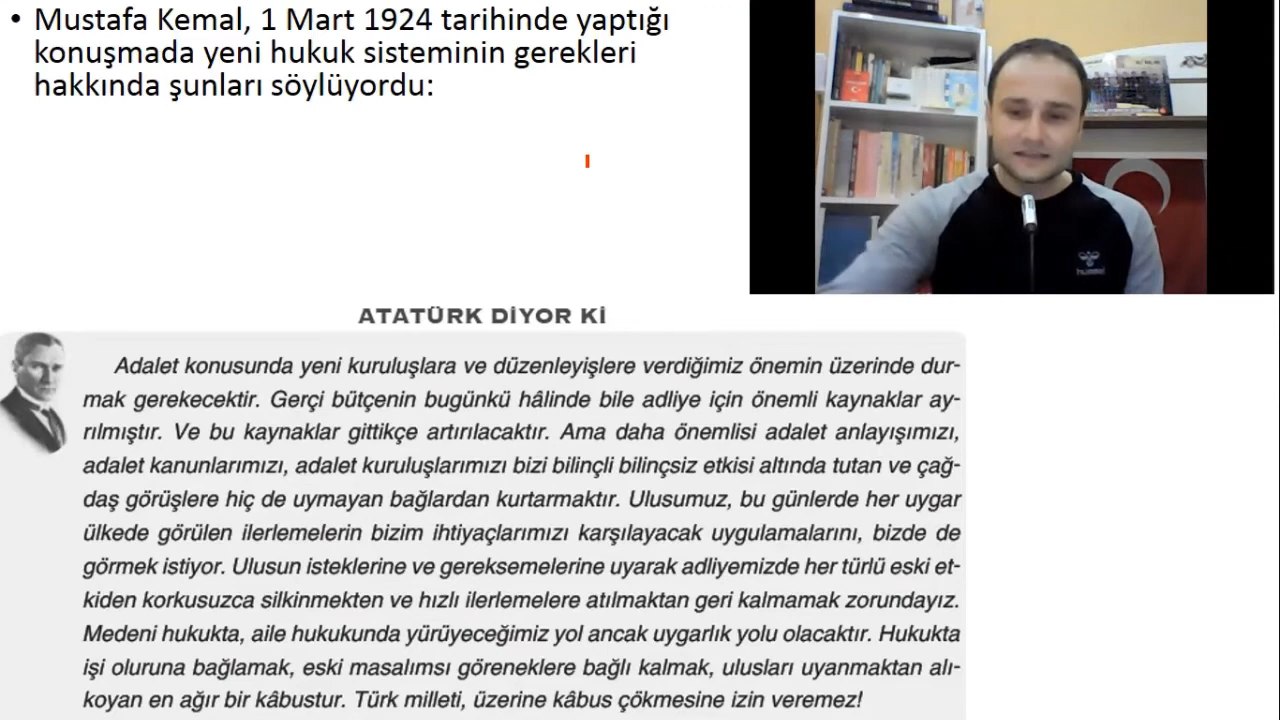 • Mustafa Kemal, 1 Mart 1924 tarihinde yaptığı
konuşmada yeni hukuk sisteminin gerekleri
hakkında şunları söylüyordu:
hummel
ATATÜRK DİYOR Kİ
Adalet konusunda yeni kuruluşlara ve düzenleyişlere verdiğimiz önemin üzerinde dur-
mak gerekecektir. Gerçi bütçenin bugünkü hâlinde bile adliye için önemli kaynaklar ay-
rılmıştır. Ve bu kaynaklar gittikçe artırılacaktır. Ama daha önemlisi adalet anlayışımızı,
adalet kanunlarımızı, adalet kuruluşlarımızı bizi bilinçli bilinçsiz etkisi altında tutan ve çağ-
daş görüşlere hiç de uymayan bağlardan kurtarmaktır. Ulusumuz, bu günlerde her uygar
ülkede görülen ilerlemelerin bizim ihtiyaçlarımızı karşılayacak uygulamalarını, bizde de
görmek istiyor. Ulusun isteklerine ve gereksemelerine uyarak adliyemizde her türlü eski et-
kiden korkusuzca silkinmekten ve hızlı ilerlemelere atılmaktan geri kalmamak zorundayız.
Medeni hukukta, aile hukukunda yürüyeceğimiz yol ancak uygarlık yolu olacaktır. Hukukta
işi oluruna bağlamak, eski masalımsı göreneklere bağlı kalmak, ulusları uyanmaktan alı-
koyan en ağır bir kâbustur. Türk milleti, üzerine kâbus çökmesine izin veremez!